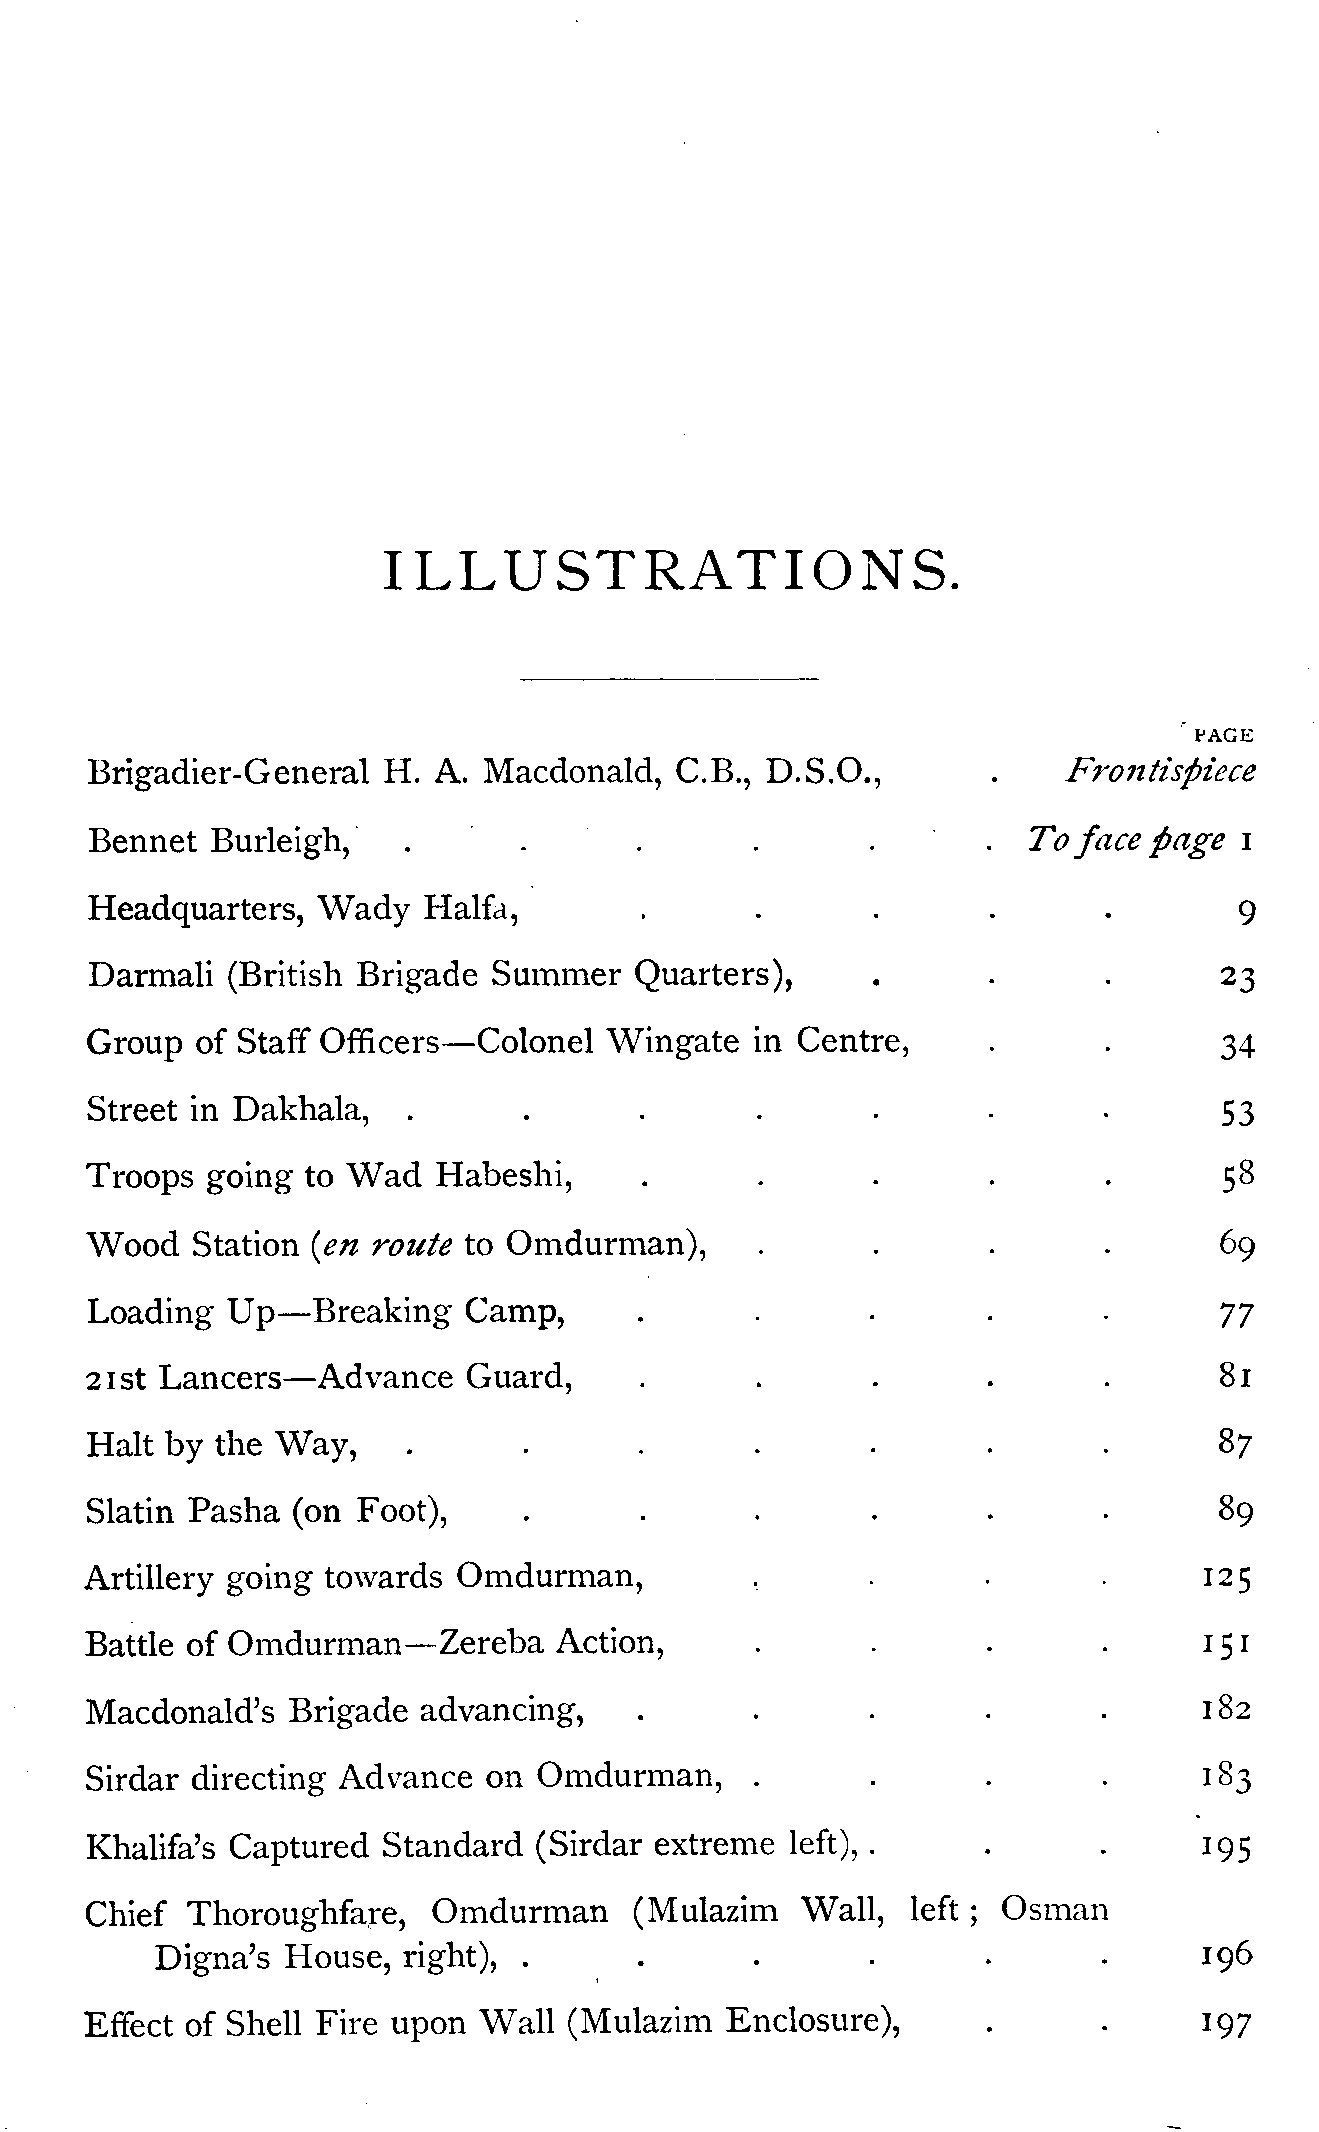 ILLUSTRATIONS.
PAGE
Brigadier-General H. A. Macdonald, C.B., D.S.O., . Frontispiece
Bennet Burleigh, . . . . . . To face page 1
Headquarters, Wady Halfa, . . . . . 9
Darmali (British Brigade Summer Quarters), . . . 23
Group of Staff Officers—Colonel Wingate in Centre, . . 34
Street in Dakhala, . . . . . . . 53
Troops going to Wad Habeshi, . . . . . 58
Wood Station (en route to Omdurman), . . . . 69
Loading Up—Breaking Camp, . . . . . 77
21st Lancers—Advance Guard, . . . . . 81
Halt by the Way, . . . . . . . 87
Slatin Pasha (on Foot), . . . . . . 89
Artillery going towards Omdurman, . . . . 125
Battle of Omdurman—Zereba Action, . . . . 151
Macdonald's Brigade advancing, . . . . . 182
Sirdar directing Advance on Omdurman, . . . . 183
Khalifa's Captured Standard (Sirdar extreme left), . . . 195
Chief Thoroughfare, Omdurman (Mulazim Wall, left ; Osman
Digna's House, right), . . . . . . 196
Effect of Shell Fire upon Wall (Mulazim Enclosure), . . 197